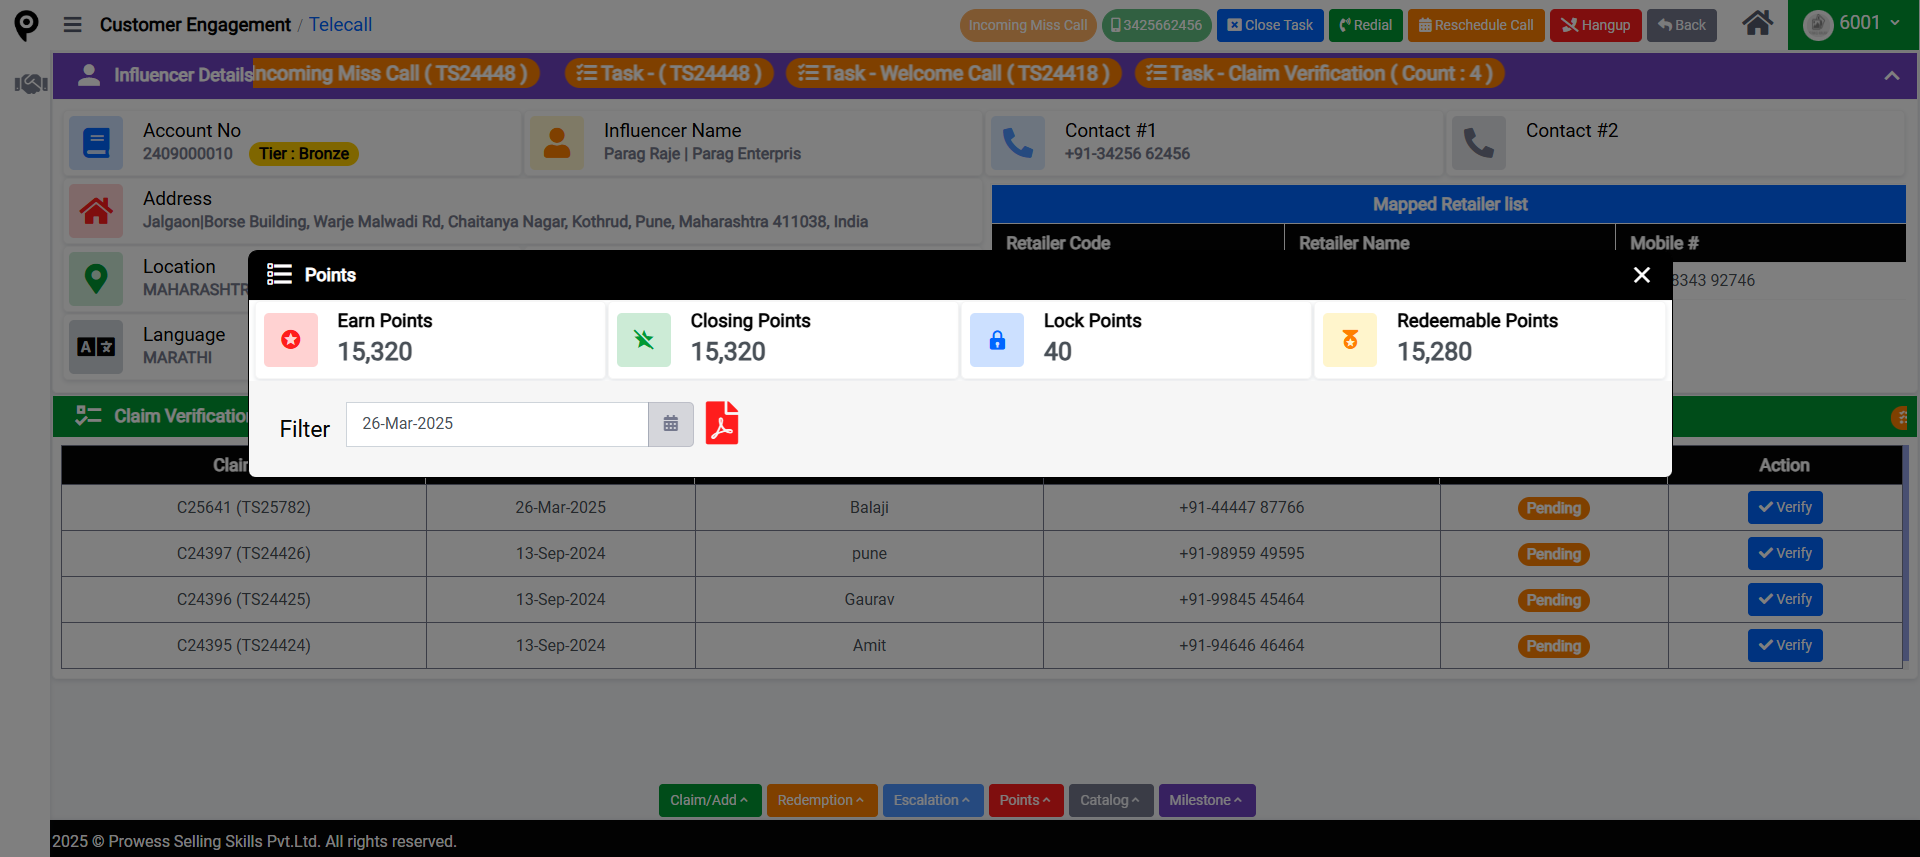 Customer Engagement / Telecall
Incoming Miss Call
3425662456
Close Task
Redial
Reschedule Call
Hangup
Back
6001
Influencer Details
ncoming Miss Call ( TS24448 )
Task - ( TS24448 )
Task - Welcome Call ( TS24418 )
Task - Claim Verification ( Count : 4 )
Account No
2409000010 Tier : Bronze
Influencer Name
Parag Raje | Parag Enterpris
Contact #1
+91-34256 62456
Contact #2
Address
Jalgaon|Borse Building, Warje Malwadi Rd, Chaitanya Nagar, Kothrud, Pune, Maharashtra 411038, India
Mapped Retailer list
Retailer Code Retailer Name Mobile #
8343 92746
Location
MAHARASHTR
Language
MARATHI
Points
Earn Points
15,320
Closing Points
15,320
Lock Points
40
Redeemable Points
15,280
Filter 26-Mar-2025
Claim Verificatio
Clai Action
C25641 (TS25782) 26-Mar-2025 Balaji +91-44447 87766 Pending Verify
C24397 (TS24426) 13-Sep-2024 pune +91-98959 49595 Pending Verify
C24396 (TS24425) 13-Sep-2024 Gaurav +91-99845 45464 Pending Verify
C24395 (TS24424) 13-Sep-2024 Amit +91-94646 46464 Pending Verify
Claim/Add Redemption Escalation Points Catalog Milestone
2025 © Prowess Selling Skills Pvt.Ltd. All rights reserved.